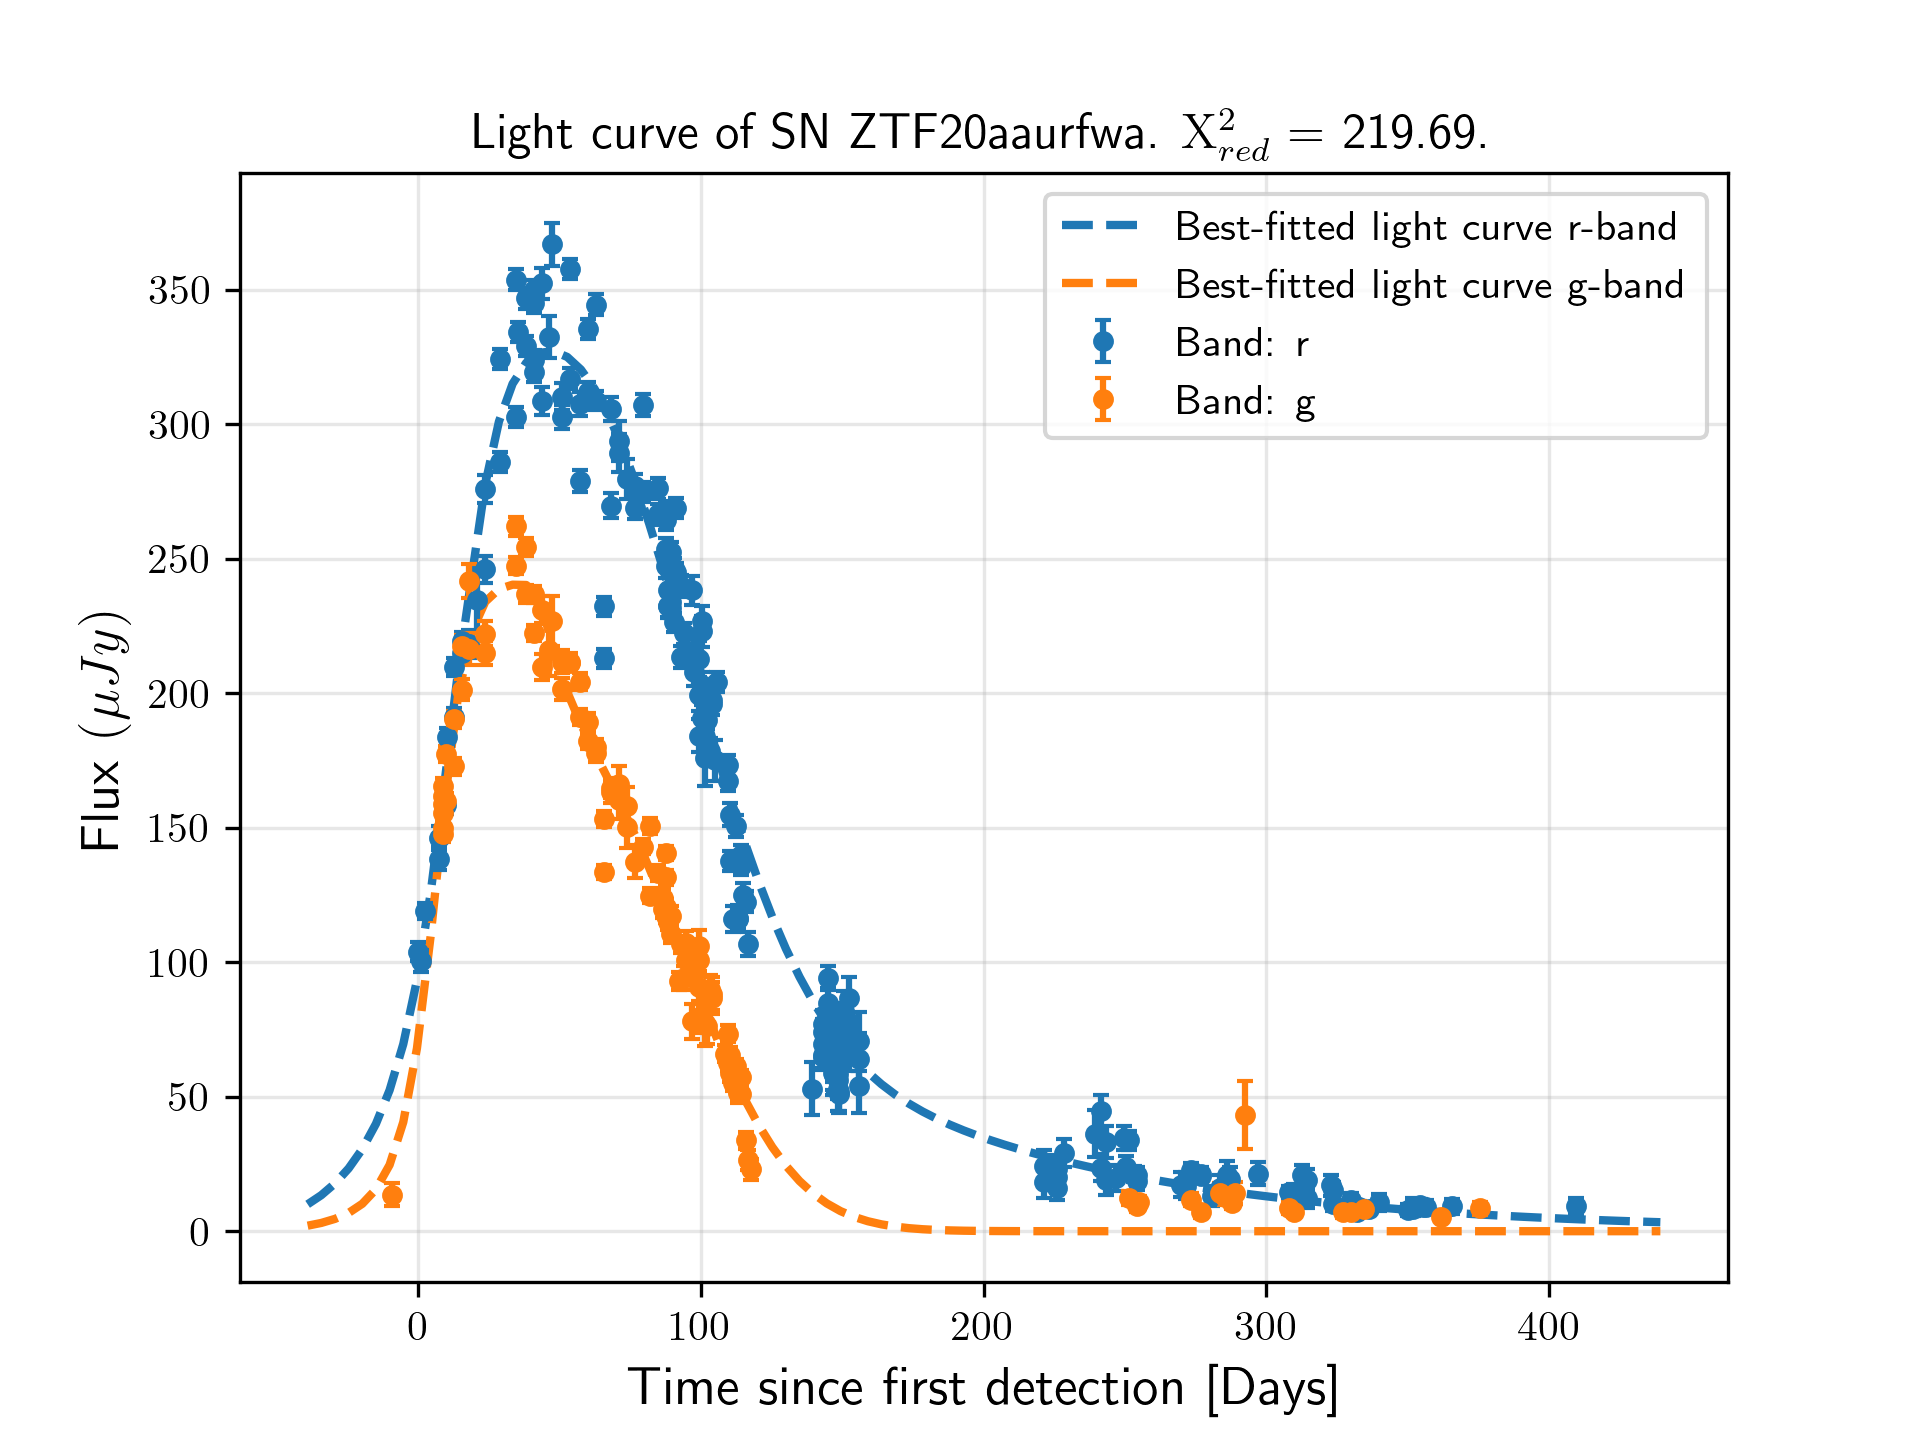 Light curve of SN ZTF20aaurfwa. X²_red = 219.69.
Best-fitted light curve r-band
Best-fitted light curve g-band
Band: r
Band: g
Flux (μJy)
350
300
250
200
150
100
50
0
0 100 200 300 400
Time since first detection [Days]